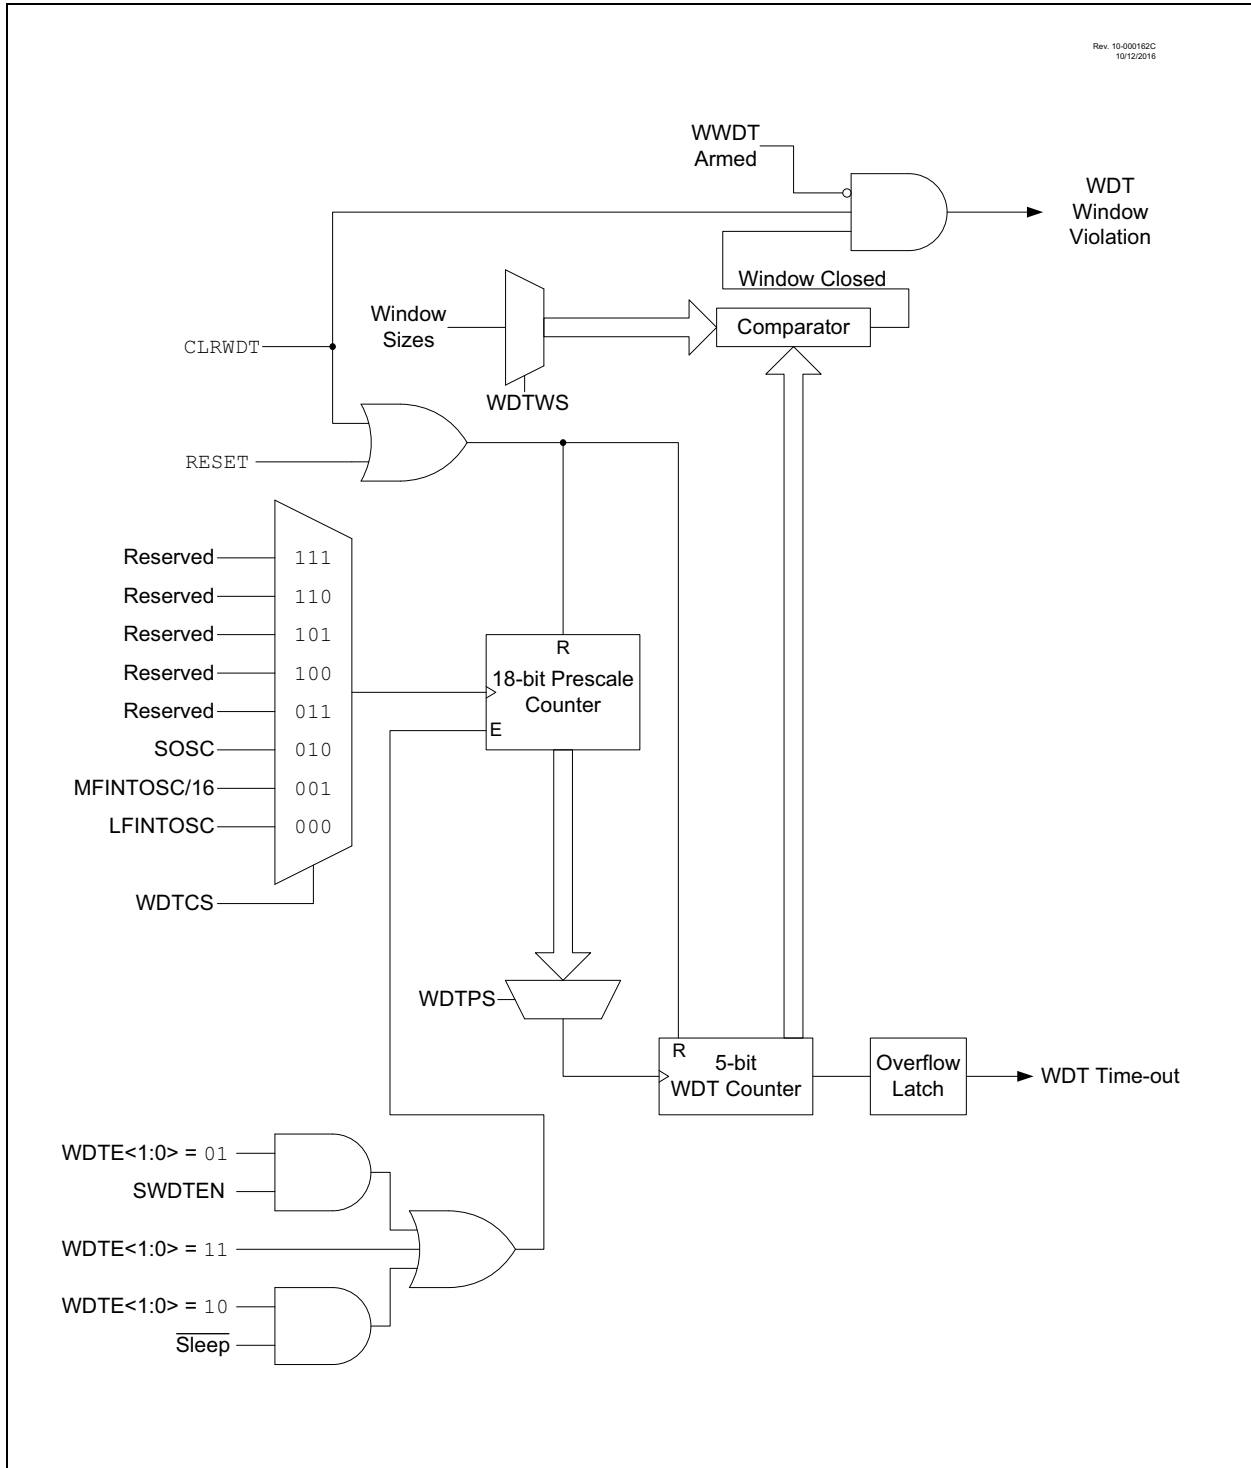 Rev. 10-000162C
10/12/2016
WWDT
Armed
WDT
Window
Violation
Window Closed
Window
Sizes
Comparator
CLRWDT
WDTWS
RESET
Reserved 111
Reserved 110
Reserved 101
Reserved 100
Reserved 011
SOSC 010
MFINTOSC/16 001
LFINTOSC 000
WDTCS
R
18-bit Prescale
Counter
E
WDTPS
R
5-bit
WDT Counter
Overflow
Latch
WDT Time-out
WDTE<1:0> = 01
SWDTEN
WDTE<1:0> = 11
WDTE<1:0> = 10
Sleep